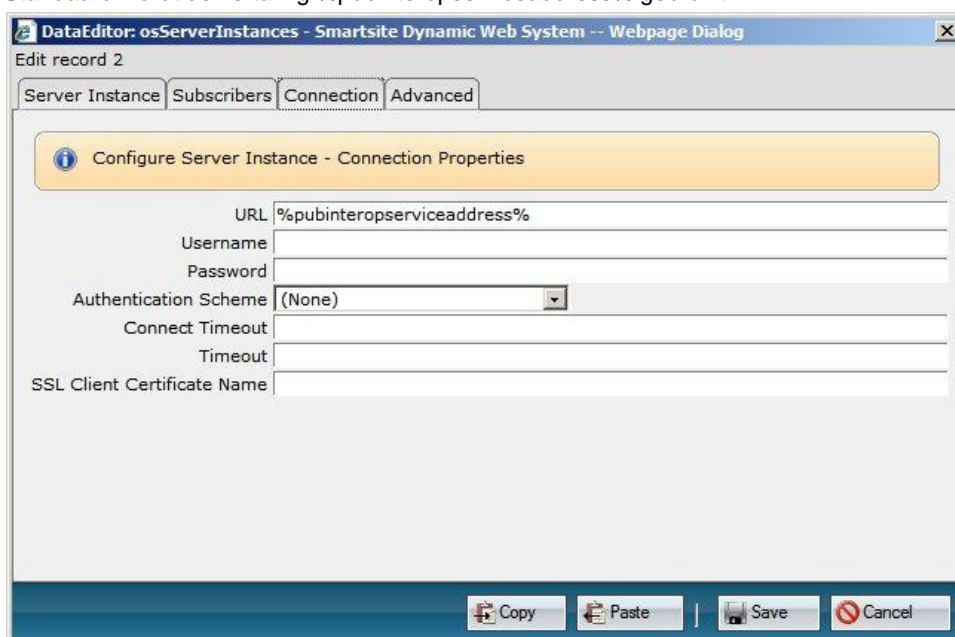 DataEditor: osServerInstances - Smartsite Dynamic Web System -- Webpage Dialog
Edit record 2
Server Instance Subscribers Connection Advanced
Configure Server Instance - Connection Properties
URL %pubinteropserviceaddress%
Username
Password
Authentication Scheme (None)
Connect Timeout
Timeout
SSL Client Certificate Name
Copy Paste | Save Cancel